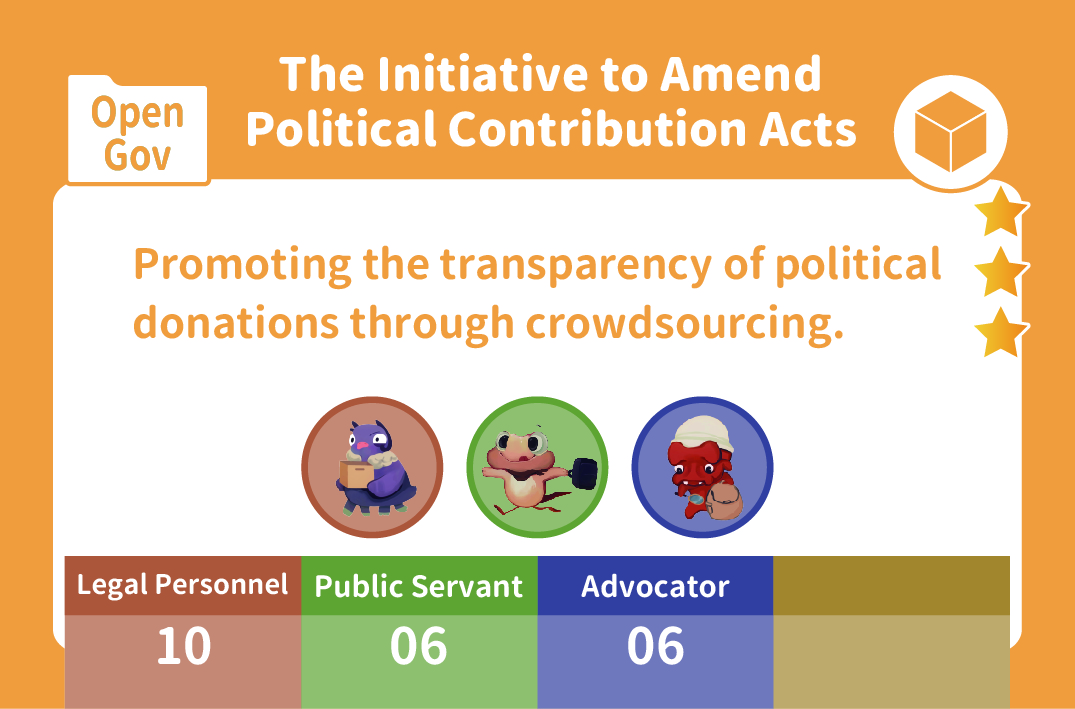 The Initiative to Amend
Political Contribution Acts
Open
Gov
Promoting the transparency of political
donations through crowdsourcing.
Legal Personnel
Public Servant
Advocator
10
06
06